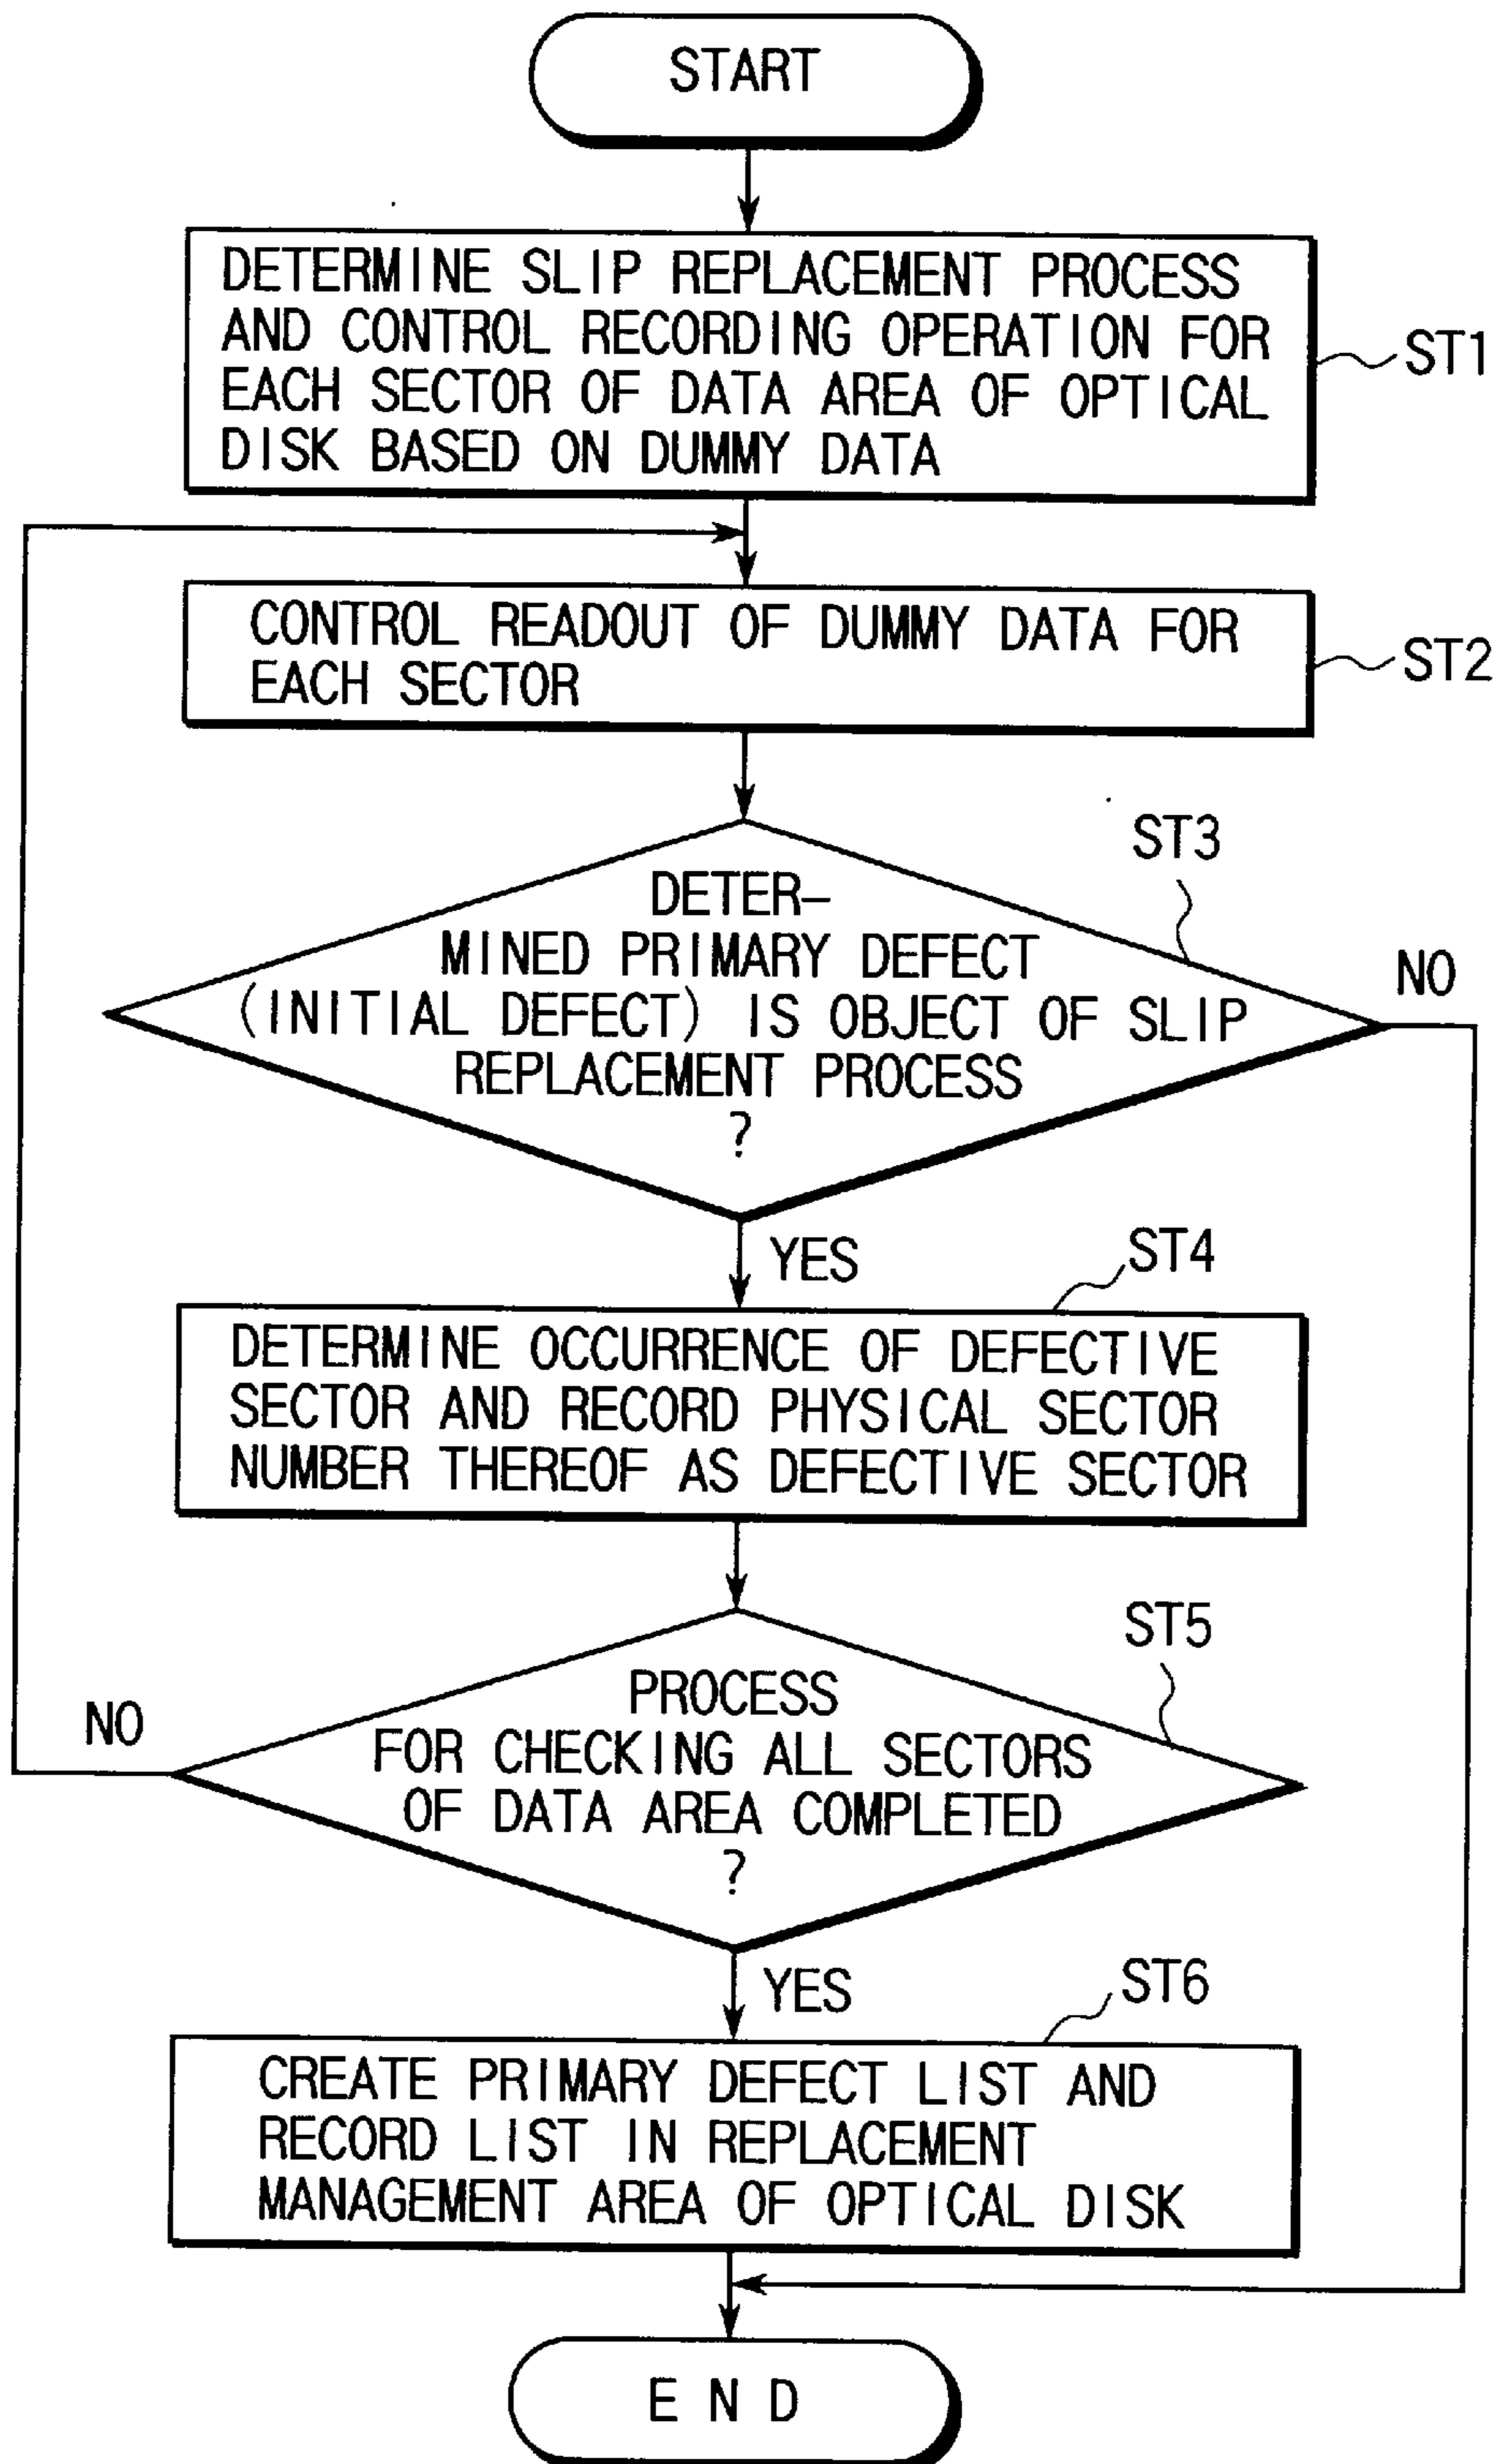 START
DETERMINE SLIP REPLACEMENT PROCESS
AND CONTROL RECORDING OPERATION FOR
EACH SECTOR OF DATA AREA OF OPTICAL
DISK BASED ON DUMMY DATA
ST1
CONTROL READOUT OF DUMMY DATA FOR
EACH SECTOR
ST2
ST3
DETER-
MINED PRIMARY DEFECT
(INITIAL DEFECT) IS OBJECT OF SLIP
REPLACEMENT PROCESS
?
NO
YES
ST4
DETERMINE OCCURRENCE OF DEFECTIVE
SECTOR AND RECORD PHYSICAL SECTOR
NUMBER THEREOF AS DEFECTIVE SECTOR
ST5
PROCESS
FOR CHECKING ALL SECTORS
OF DATA AREA COMPLETED
?
NO
YES
ST6
CREATE PRIMARY DEFECT LIST AND
RECORD LIST IN REPLACEMENT
MANAGEMENT AREA OF OPTICAL DISK
END